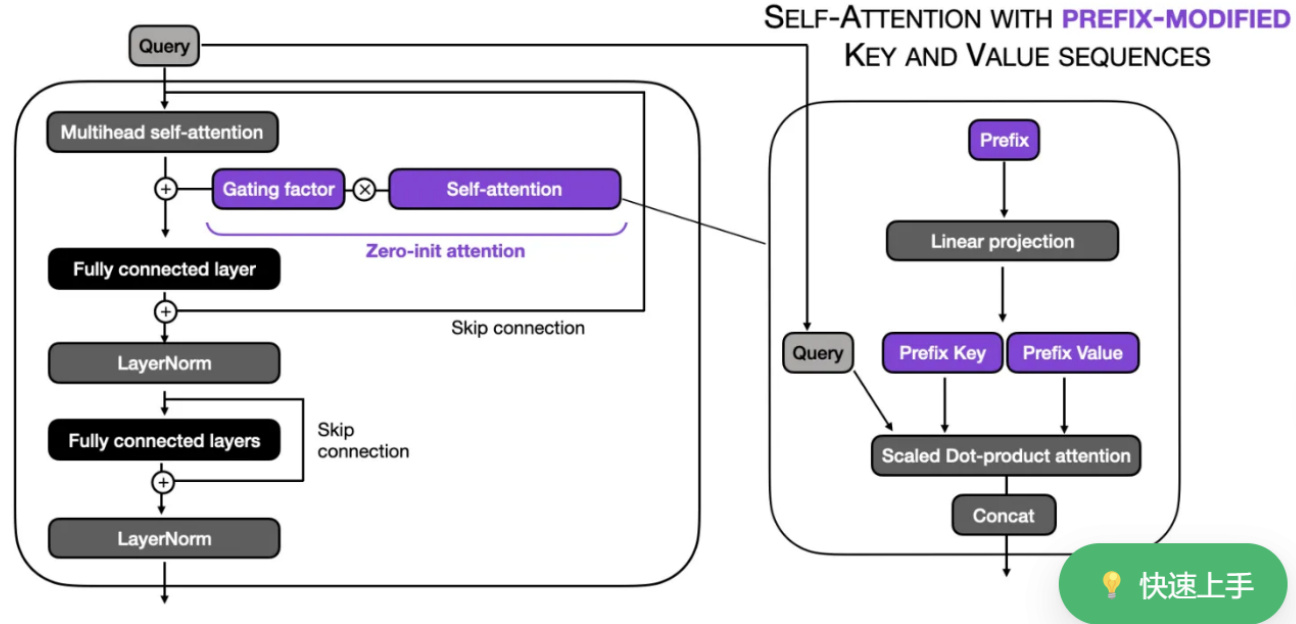 SELF-ATTENTION WITH PREFIX-MODIFIED
KEY AND VALUE SEQUENCES
Query
Multihead self-attention
+
Gating factor
×
Self-attention
Zero-init attention
Fully connected layer
+
Skip connection
LayerNorm
Fully connected layers
Skip
connection
+
LayerNorm
Prefix
Linear projection
Query
Prefix Key
Prefix Value
Scaled Dot-product attention
Concat
💡 快速上手